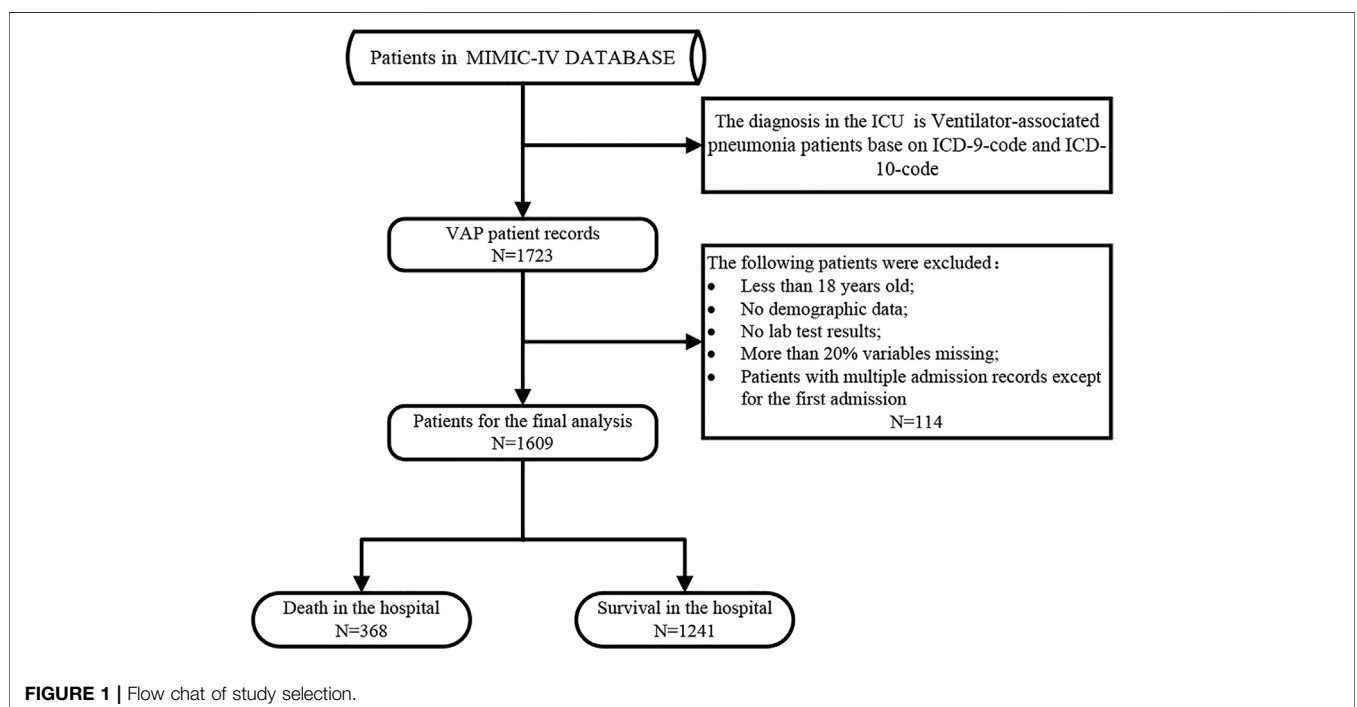 Patients in MIMIC-IV DATABASE
The diagnosis in the ICU is Ventilator-associated
pneumonia patients base on ICD-9-code and ICD-
10-code
VAP patient records
N=1723
The following patients were excluded：
● Less than 18 years old;
● No demographic data;
● No lab test results;
● More than 20% variables missing;
● Patients with multiple admission records except
for the first admission
N=114
Patients for the final analysis
N=1609
Death in the hospital
N=368
Survival in the hospital
N=1241
FIGURE 1 | Flow chat of study selection.